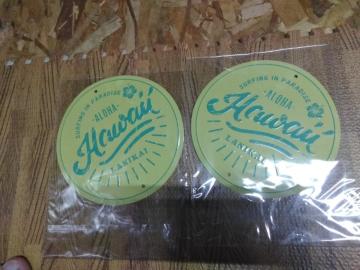 SURFING IN PARADISE
-ALOHA-
Hawaii
LANIKAI
SURFING IN PARADISE
-ALOHA-
Hawaii
LANIKAI